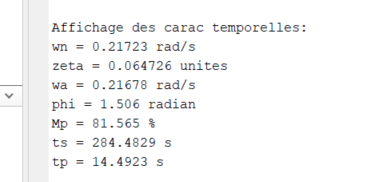 Affichage des carac temporelles:
wn = 0.21723 rad/s
zeta = 0.064726 unites
wa = 0.21678 rad/s
phi = 1.506 radian
Mp = 81.565 %
ts = 284.4829 s
tp = 14.4923 s